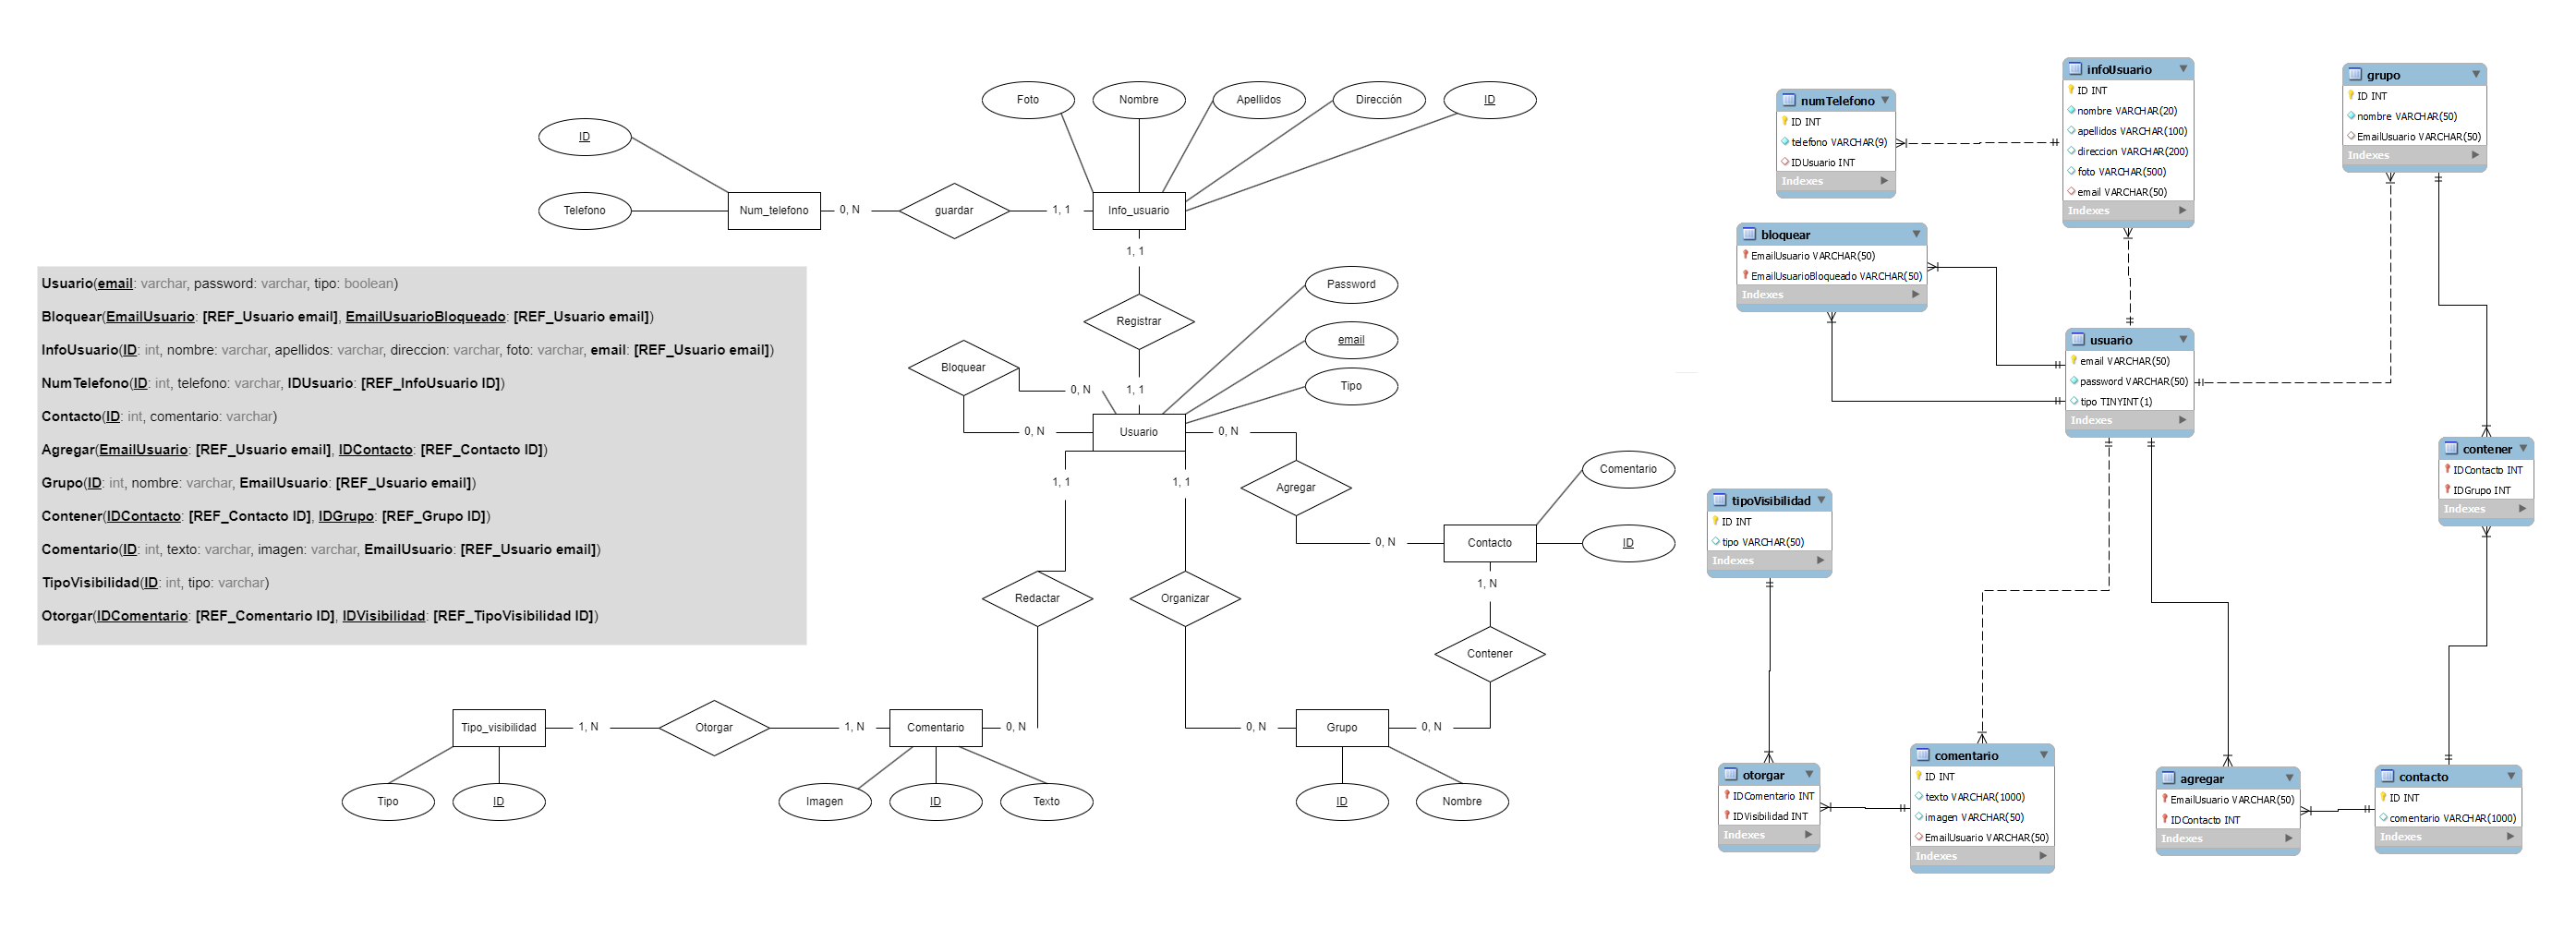 Foto
Nombre
Apellidos
Dirección
ID
ID
Telefono
Num_telefono
0, N
guardar
1, 1
Info_usuario
1, 1
Registrar
1, 1
Password
email
Tipo
Bloquear
0, N
0, N
Usuario
0, N
1, 1
1, 1
Agregar
Comentario
0, N
Contacto
ID
1, N
Redactar
Organizar
Contener
Tipo_visibilidad
1, N
Otorgar
1, N
Comentario
0, N
0, N
Grupo
0, N
Tipo
ID
Imagen
ID
Texto
ID
Nombre
Usuario(email: varchar, password: varchar, tipo: boolean)
Bloquear(EmailUsuario: [REF_Usuario email], EmailUsuarioBloqueado: [REF_Usuario email])
InfoUsuario(ID: int, nombre: varchar, apellidos: varchar, direccion: varchar, foto: varchar, email: [REF_Usuario email])
NumTelefono(ID: int, telefono: varchar, IDUsuario: [REF_InfoUsuario ID])
Contacto(ID: int, comentario: varchar)
Agregar(EmailUsuario: [REF_Usuario email], IDContacto: [REF_Contacto ID])
Grupo(ID: int, nombre: varchar, EmailUsuario: [REF_Usuario email])
Contener(IDContacto: [REF_Contacto ID], IDGrupo: [REF_Grupo ID])
Comentario(ID: int, texto: varchar, imagen: varchar, EmailUsuario: [REF_Usuario email])
TipoVisibilidad(ID: int, tipo: varchar)
Otorgar(IDComentario: [REF_Comentario ID], IDVisibilidad: [REF_TipoVisibilidad ID])
numTelefono
ID INT
telefono VARCHAR(9)
IDUsuario INT
Indexes
infoUsuario
ID INT
nombre VARCHAR(20)
apellidos VARCHAR(100)
direccion VARCHAR(200)
foto VARCHAR(500)
email VARCHAR(50)
Indexes
grupo
ID INT
nombre VARCHAR(50)
EmailUsuario VARCHAR(50)
Indexes
bloquear
EmailUsuario VARCHAR(50)
EmailUsuarioBloqueado VARCHAR(50)
Indexes
usuario
email VARCHAR(50)
password VARCHAR(50)
tipo TINYINT(1)
Indexes
contener
IDContacto INT
IDGrupo INT
Indexes
tipoVisibilidad
ID INT
tipo VARCHAR(50)
Indexes
otorgar
IDComentario INT
IDVisibilidad INT
Indexes
comentario
ID INT
texto VARCHAR(1000)
imagen VARCHAR(50)
EmailUsuario VARCHAR(50)
Indexes
agregar
EmailUsuario VARCHAR(50)
IDContacto INT
Indexes
contacto
ID INT
comentario VARCHAR(1000)
Indexes